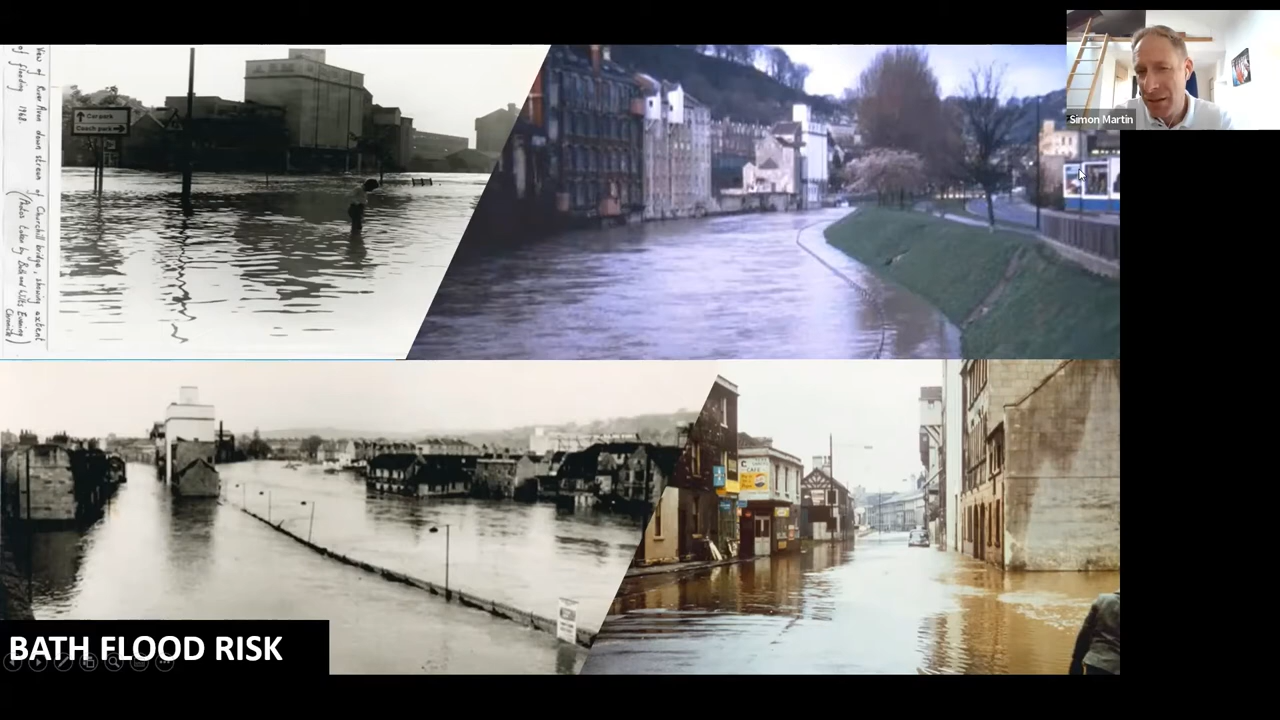 View of River Avon down stream of Churchill bridge, showing extent
of flooding 1968.
(Photo taken by Bath and Wilts Evening
Chronicle)
Car park
Coach park
CAFE
Simon Martin
BATH FLOOD RISK